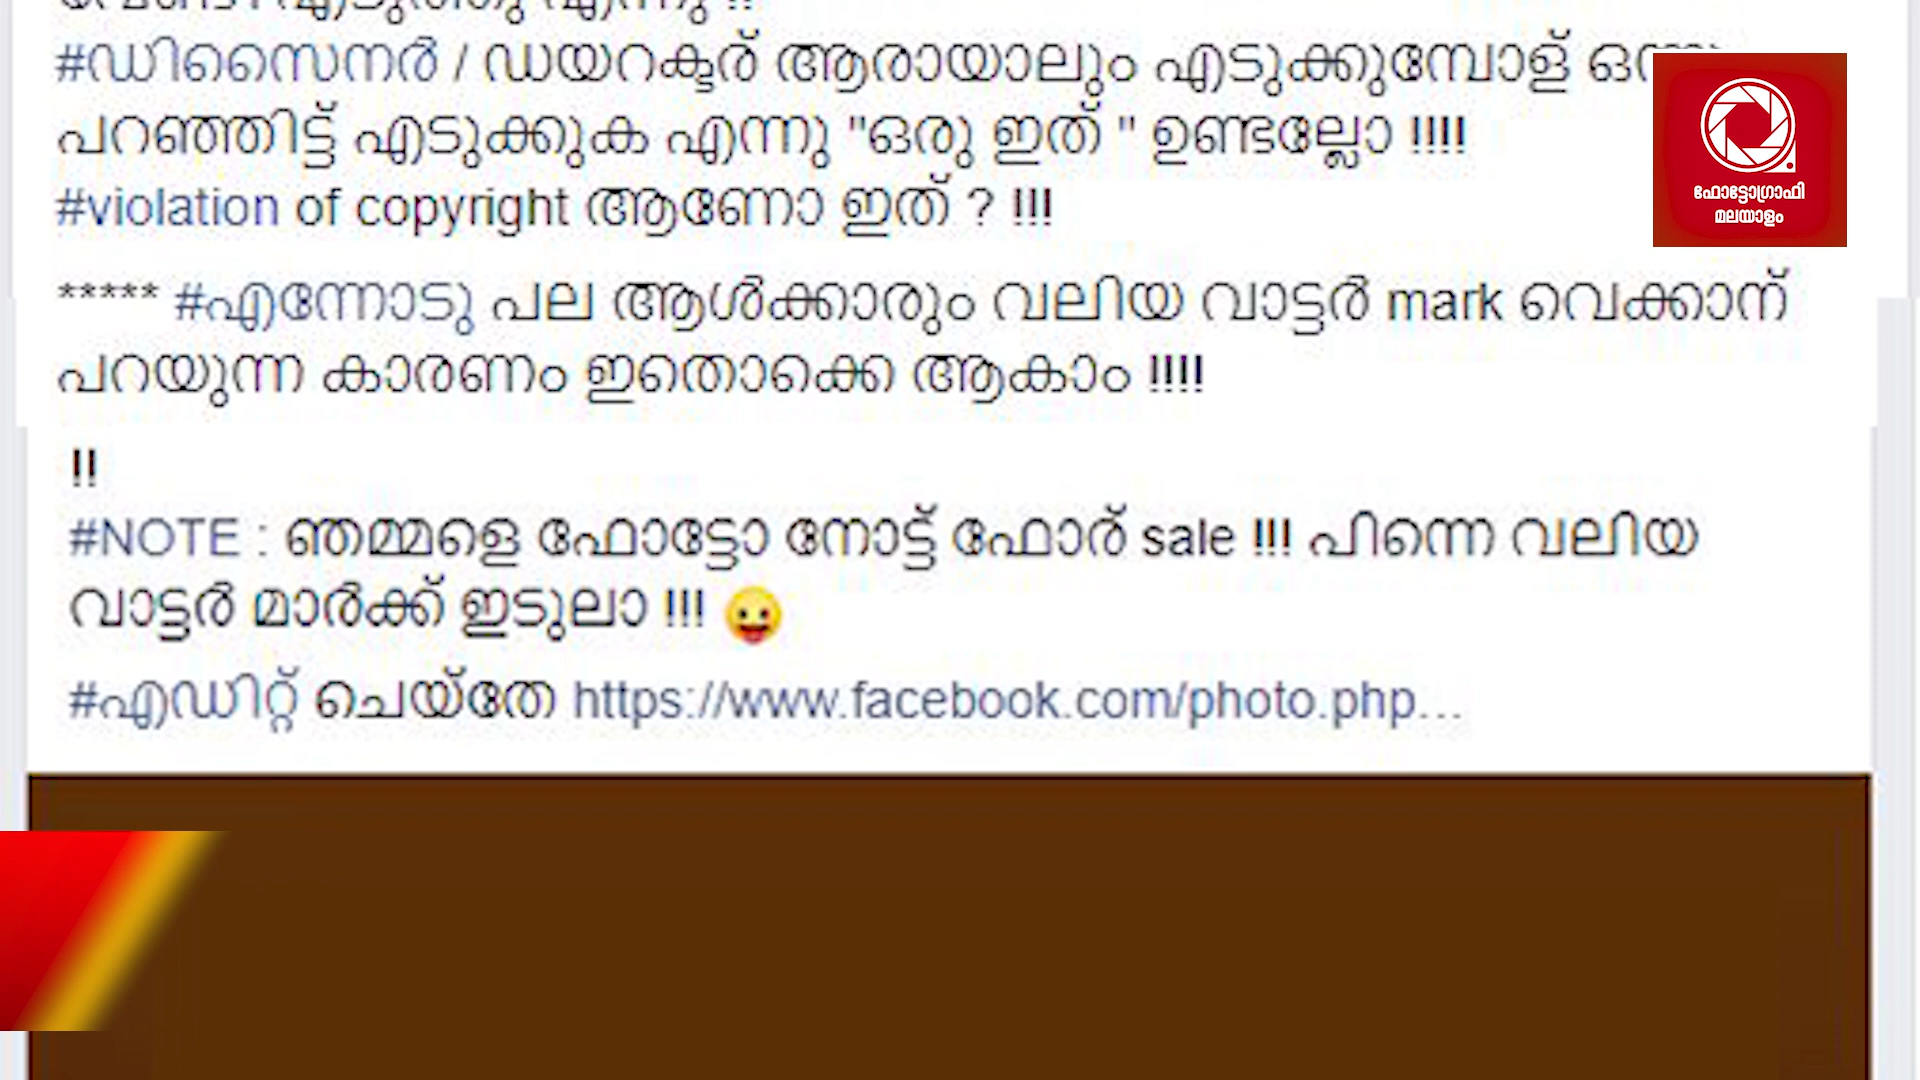 #ഡിസൈനർ / ഡയറക്ടര് ആരായാലും എടുക്കുമ്പോള്
പറഞ്ഞിട്ട് എടുക്കുക എന്നു "ഒരു ഇത് " ഉണ്ടല്ലോ !!!!
#violation of copyright ആണോ ഇത് ? !!!
***** #എന്നോടു പല ആൾക്കാരും വലിയ വാട്ടർ mark വെക്കാന്
പറയുന്ന കാരണം ഇതൊക്കെ ആകാം !!!!
!!
#NOTE : ഞമ്മളെ ഫോട്ടോ നോട്ട് ഫോര് sale !!! പിന്നെ വലിയ
വാട്ടർ മാർക്ക് ഇടുലാ !!! 😛
#എഡിറ്റ് ചെയ്തേ https://www.facebook.com/photo.php...
ഫോട്ടോഗ്രാഫി
മലയാളം